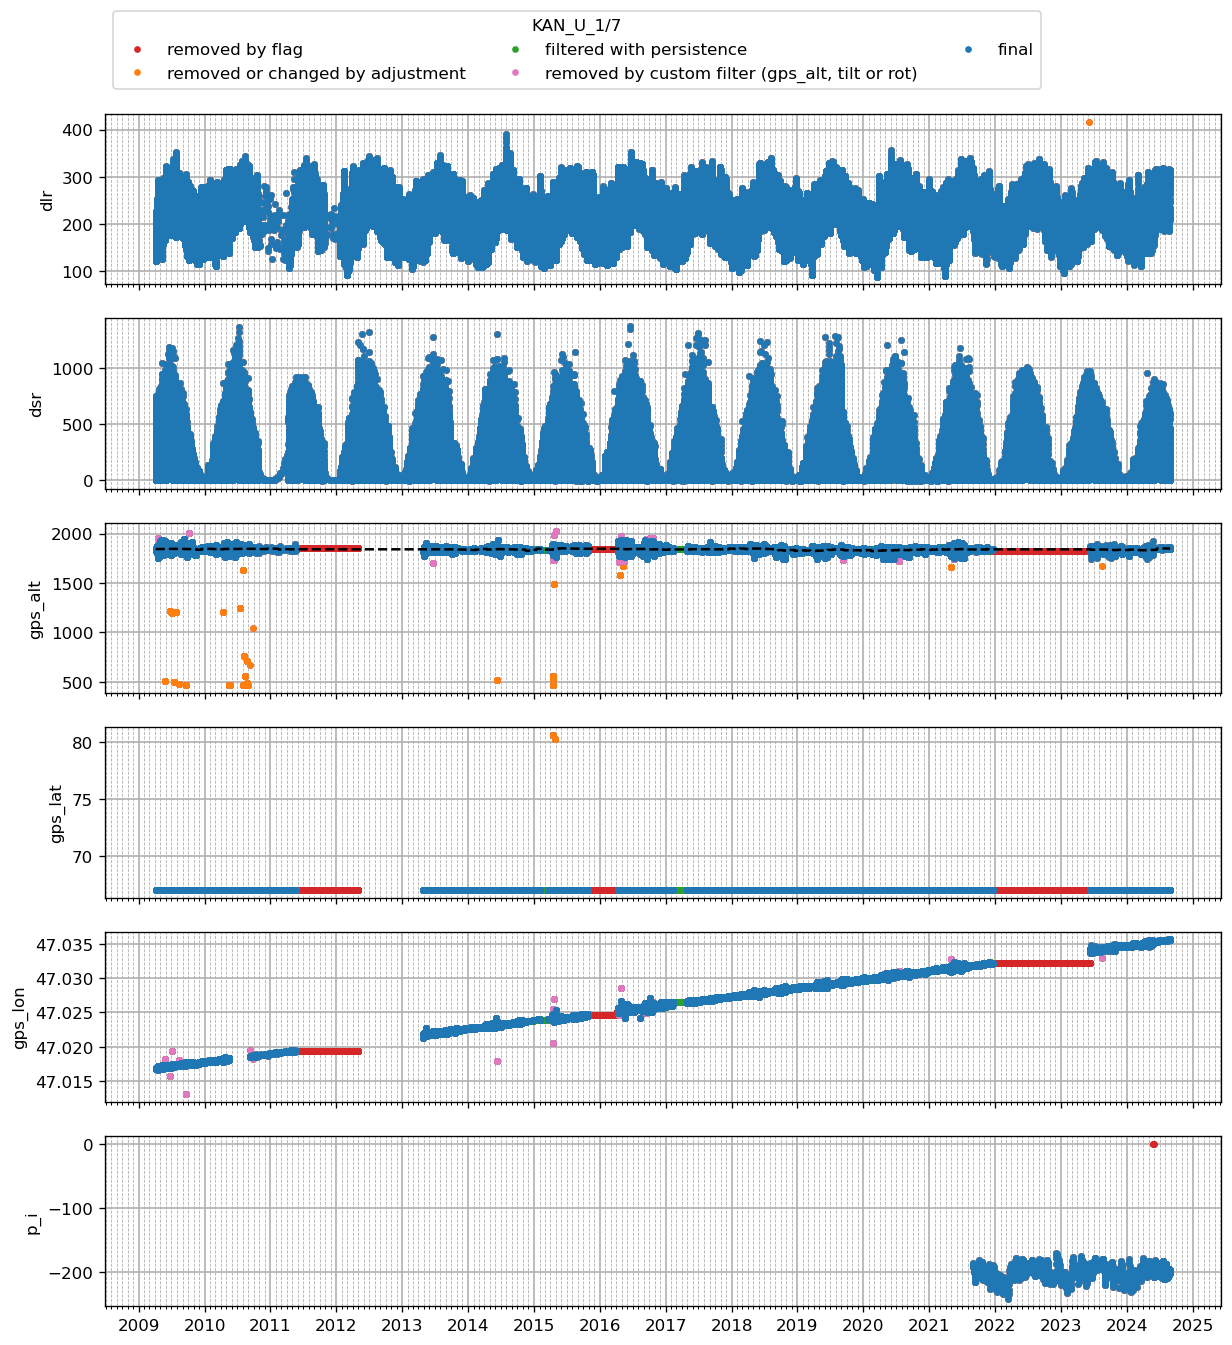 KAN_U_1/7
removed by flag
removed or changed by adjustment
filtered with persistence
removed by custom filter (gps_alt, tilt or rot)
final
400
300
200
100
dlr
1000
500
0
dsr
2000
1500
1000
500
gps_alt
80
75
70
gps_lat
47.035
47.030
47.025
47.020
47.015
gps_lon
0
−100
−200
p_i
2009 2010 2011 2012 2013 2014 2015 2016 2017 2018 2019 2020 2021 2022 2023 2024 2025